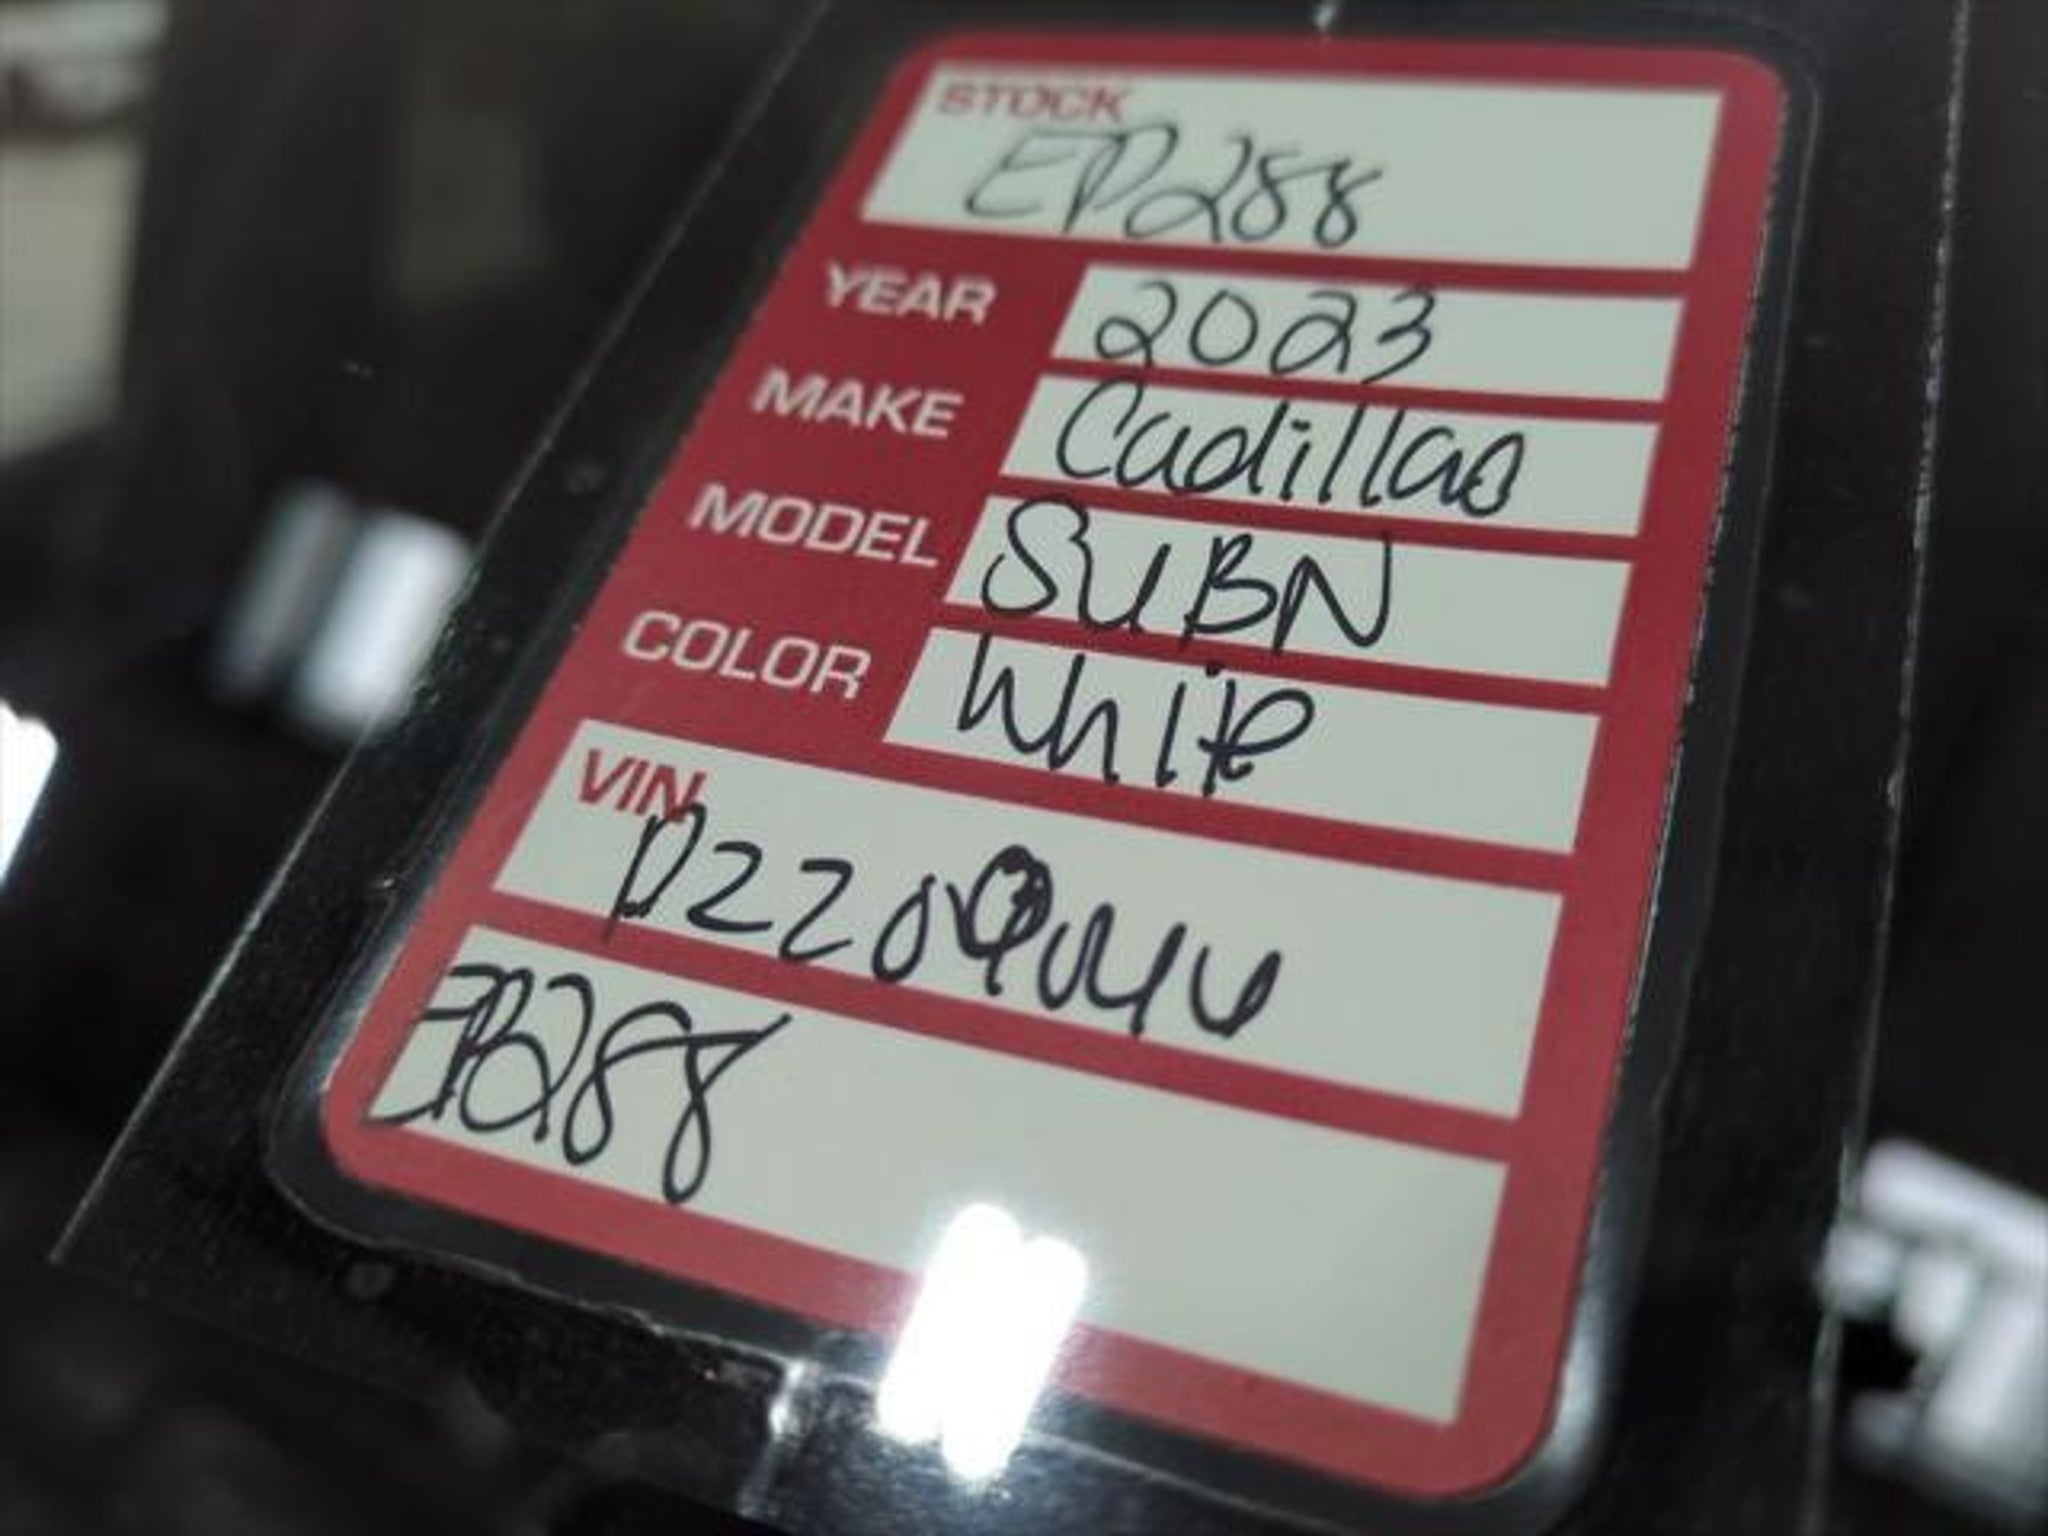 STOCK
EP288
YEAR 2023
MAKE Cadillac
MODEL SUBN
COLOR White
VIN
EP288